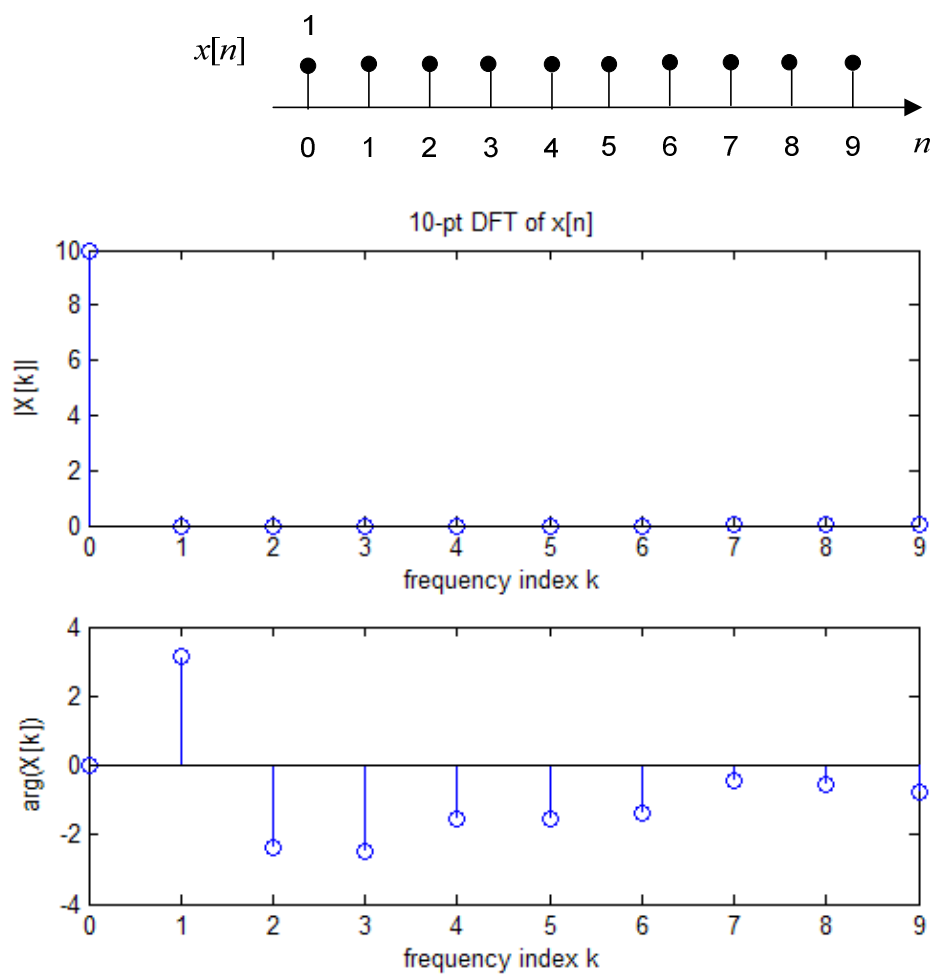 1
x[n]
0 1 2 3 4 5 6 7 8 9 n
10-pt DFT of x[n]
10
8
6
4
2
0
|X[k]|
0 1 2 3 4 5 6 7 8 9
frequency index k
4
2
0
-2
-4
arg(X[k])
0 1 2 3 4 5 6 7 8 9
frequency index k